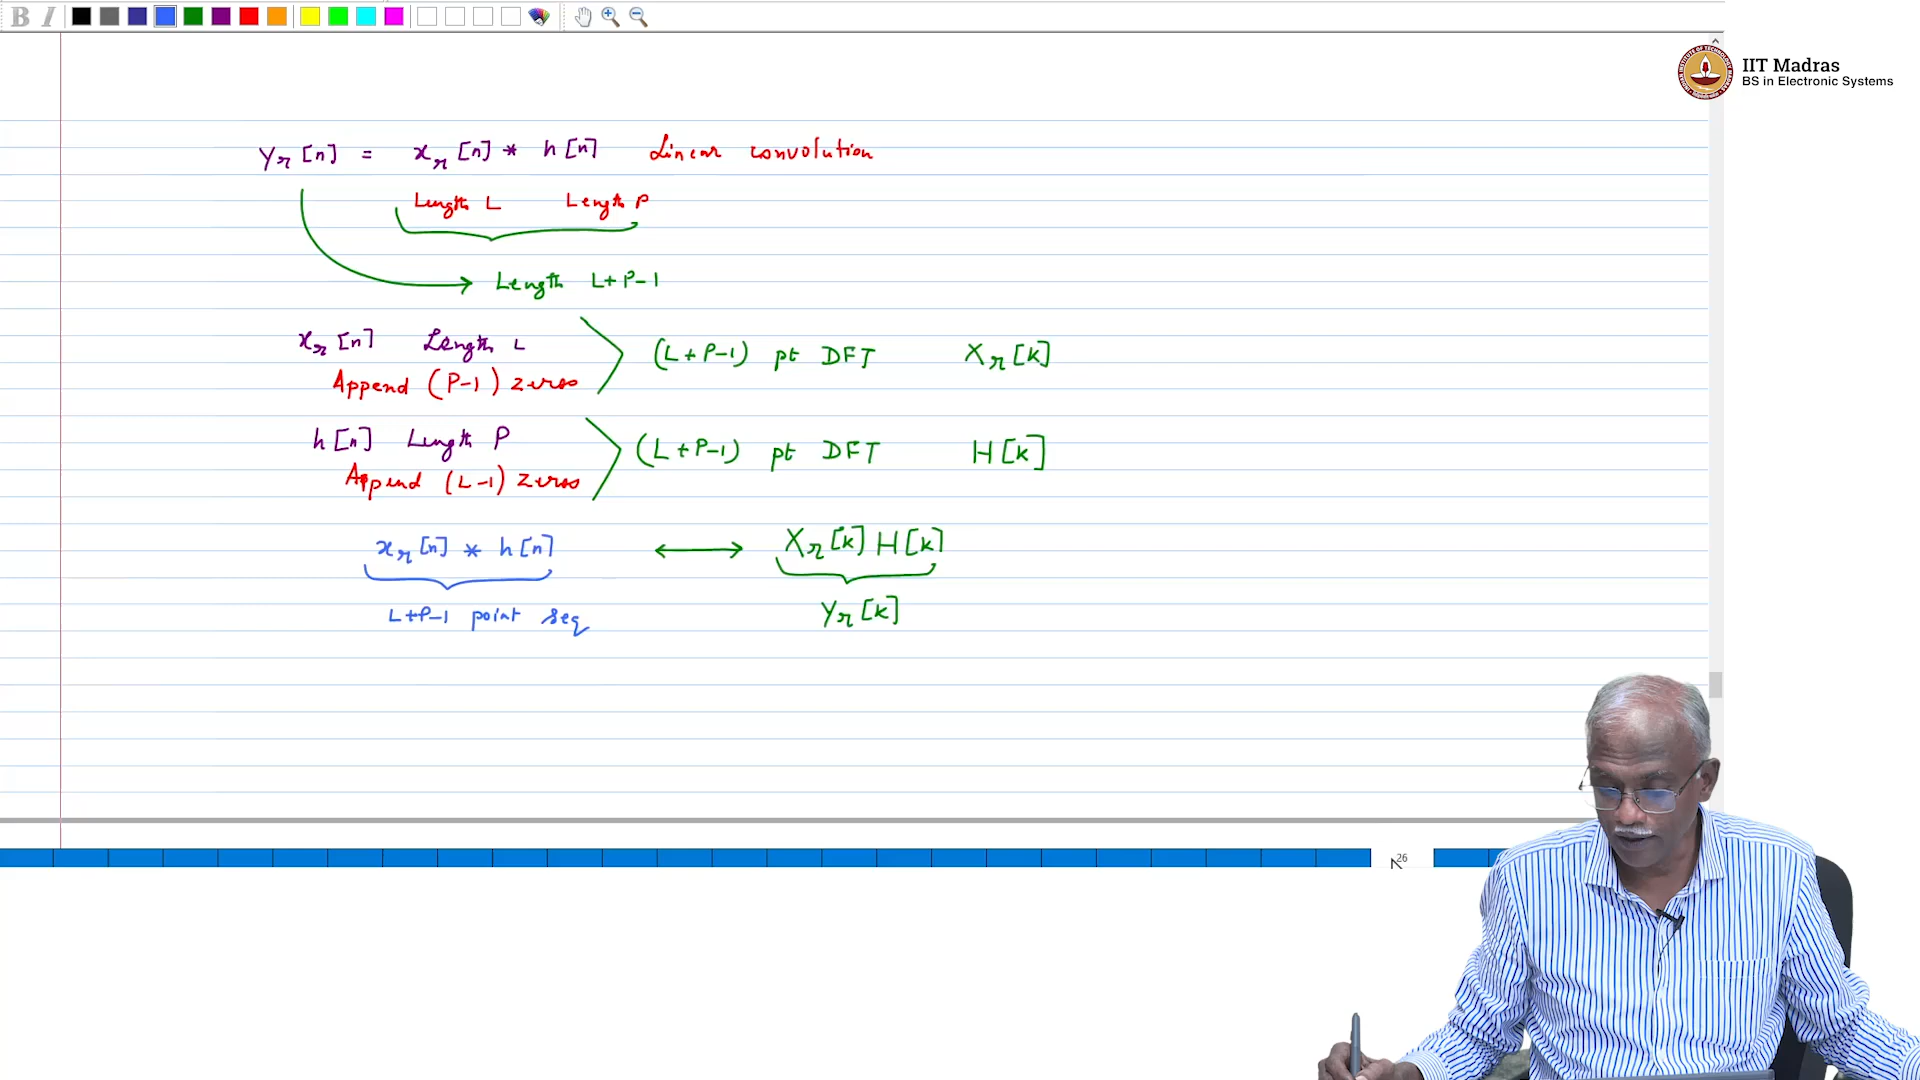 B I
IIT Madras
BS in Electronic Systems
yr[n] = xr[n] * h[n] Linear convolution
Length L Length P
Length L+P-1
xr[n] Length L
Append (P-1) zeros
(L+P-1) pt DFT Xr[k]
h[n] Length P
Append (L-1) zeros
(L+P-1) pt DFT H[k]
xr[n] * h[n] ⟷ Xr[k] H[k]
L+P-1 point seq Yr[k]
26